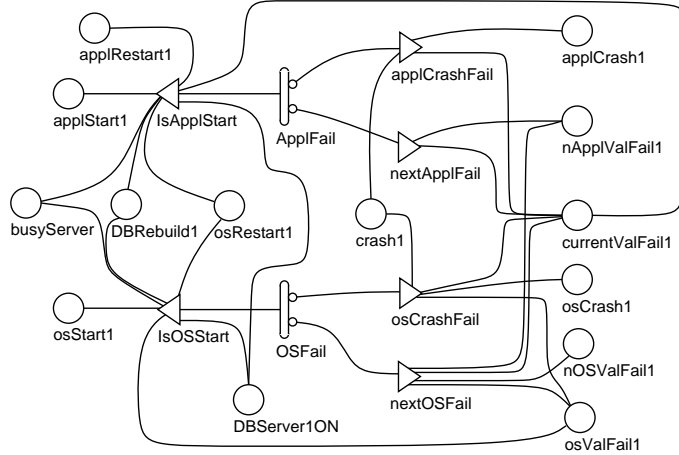 applRestart1
applCrashFail
applCrash1
applStart1
IsApplStart
ApplFail
nApplValFail1
nextApplFail
busyServer
DBRebuild1
osRestart1
crash1
currentValFail1
osStart1
IsOSStart
OSFail
osCrashFail
osCrash1
nOSValFail1
nextOSFail
DBServer1ON
osValFail1